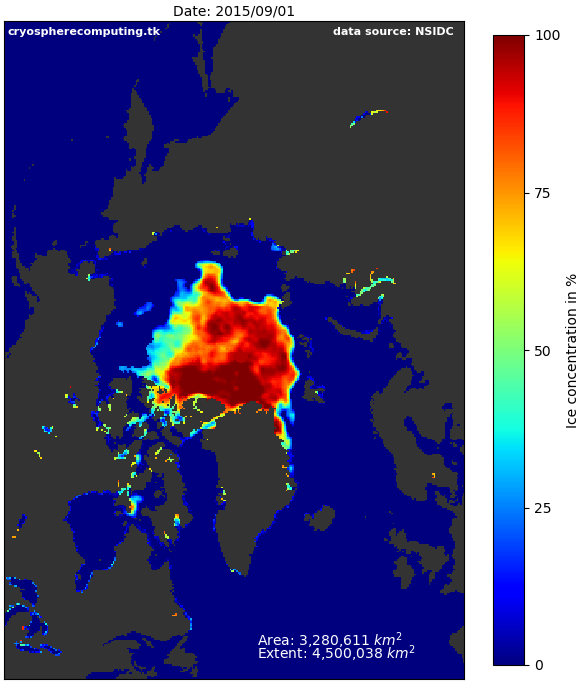 Date: 2015/09/01
cryospherecomputing.tk data source: NSIDC
100
75
50
25
0
Ice concentration in %
Area: 3,280,611 km²
Extent: 4,500,038 km²